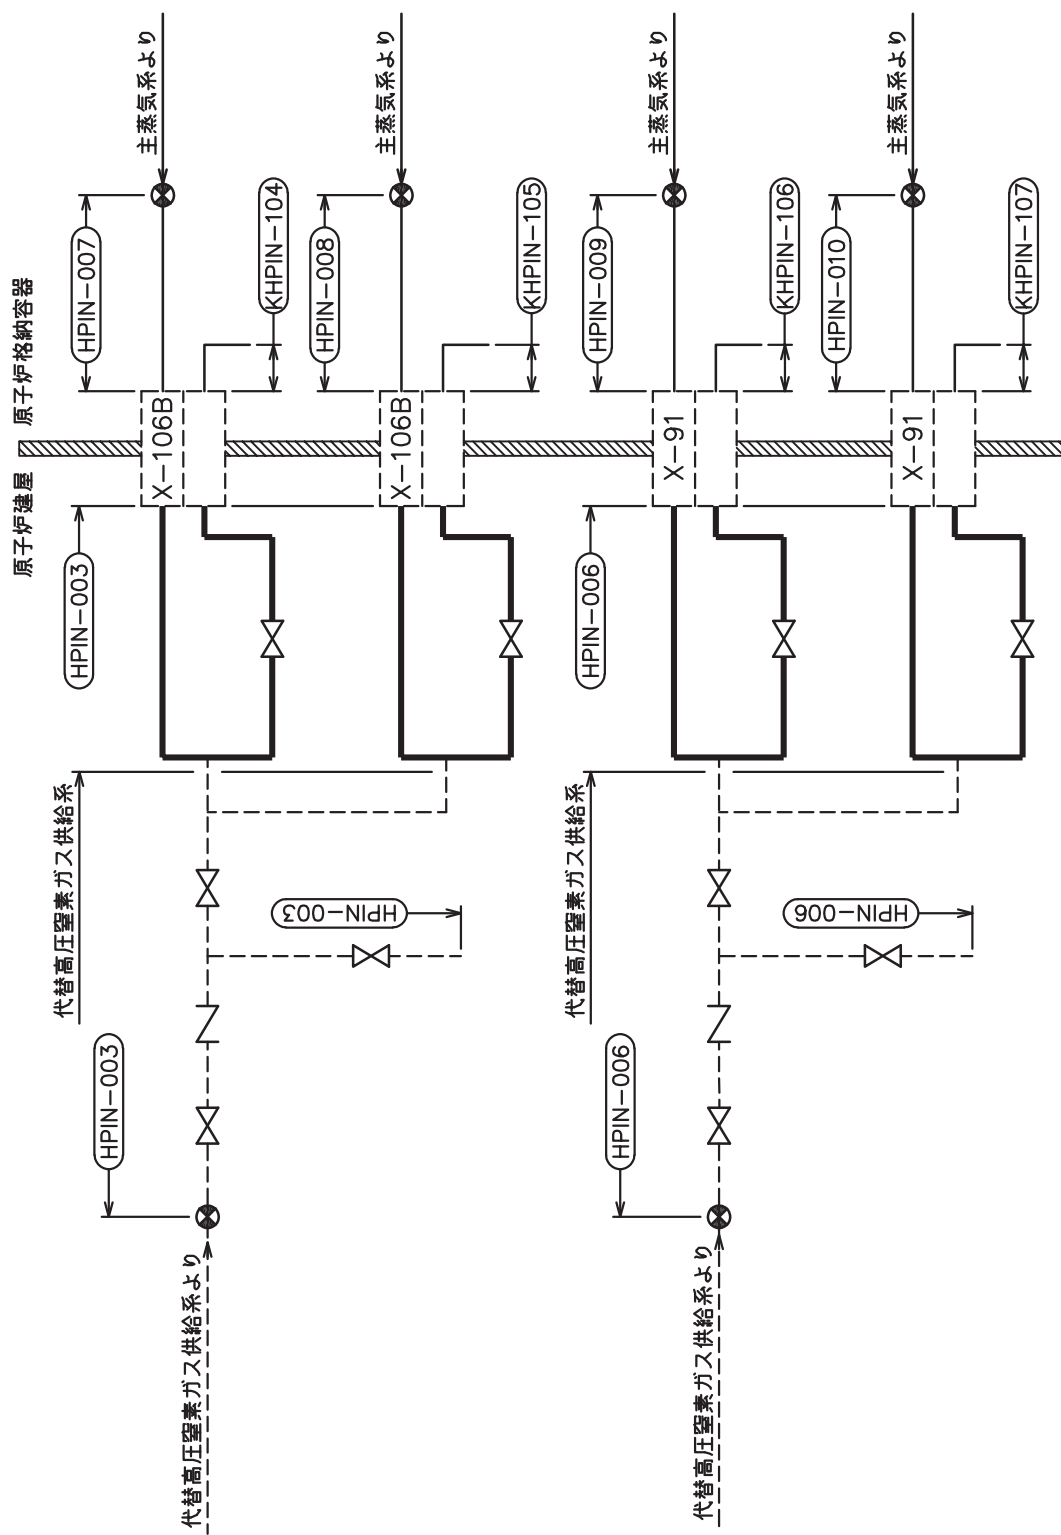 主蒸気系より
主蒸気系より
主蒸気系より
主蒸気系より
HPIN-007
KHPIN-104
HPIN-008
KHPIN-105
HPIN-009
KHPIN-106
HPIN-010
KHPIN-107
原子炉格納容器
原子炉建屋
X-106B
X-106B
X-91
X-91
HPIN-003
HPIN-006
代替高圧窒素ガス供給系
代替高圧窒素ガス供給系
HPIN-003
HPIN-006
HPIN-003
HPIN-006
代替高圧窒素ガス供給系より
代替高圧窒素ガス供給系より